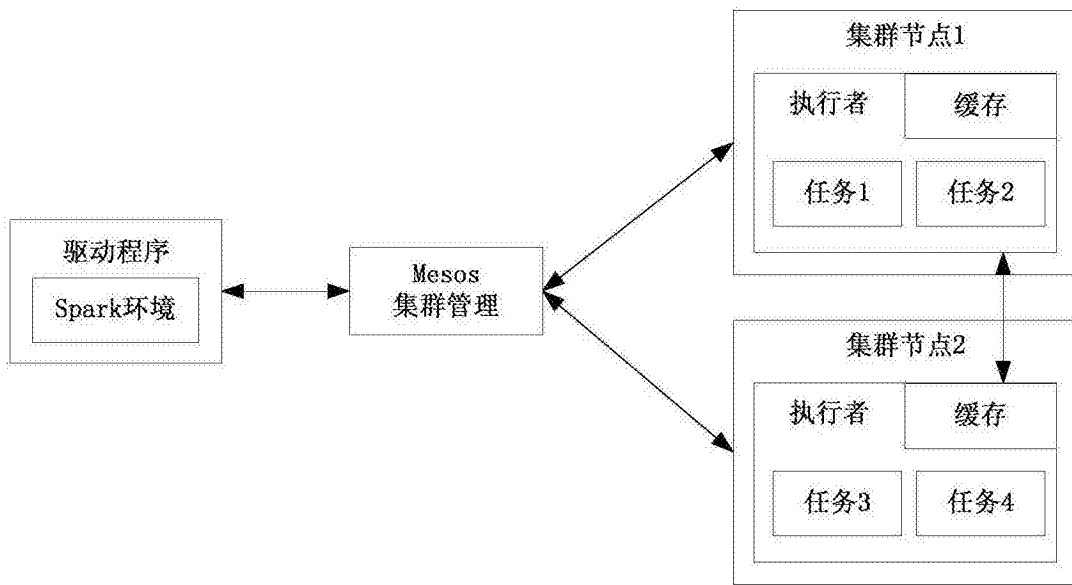 驱动程序
Spark环境
Mesos
集群管理
集群节点1
执行者
缓存
任务1
任务2
集群节点2
执行者
缓存
任务3
任务4